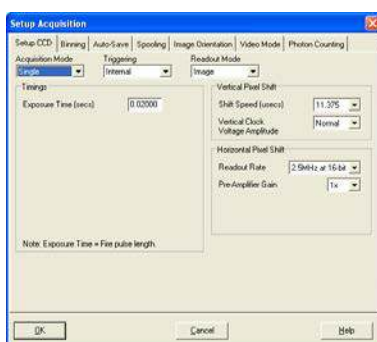 Setup Acquisition
Setup CCD Binning Auto-Save Spooling Image Orientation Video Mode Photon Counting
Acquisition Mode Triggering Readout Mode
Single Internal Image
Timings
Exposure Time (secs) 0.02000
Note: Exposure Time = Fire pulse length.
Vertical Pixel Shift
Shift Speed (usecs) 11.375
Vertical Clock
Voltage Amplitude Normal
Horizontal Pixel Shift
Readout Rate 2.5MHz at 16-bit
Pre-Amplifier Gain 1x
OK Cancel Help